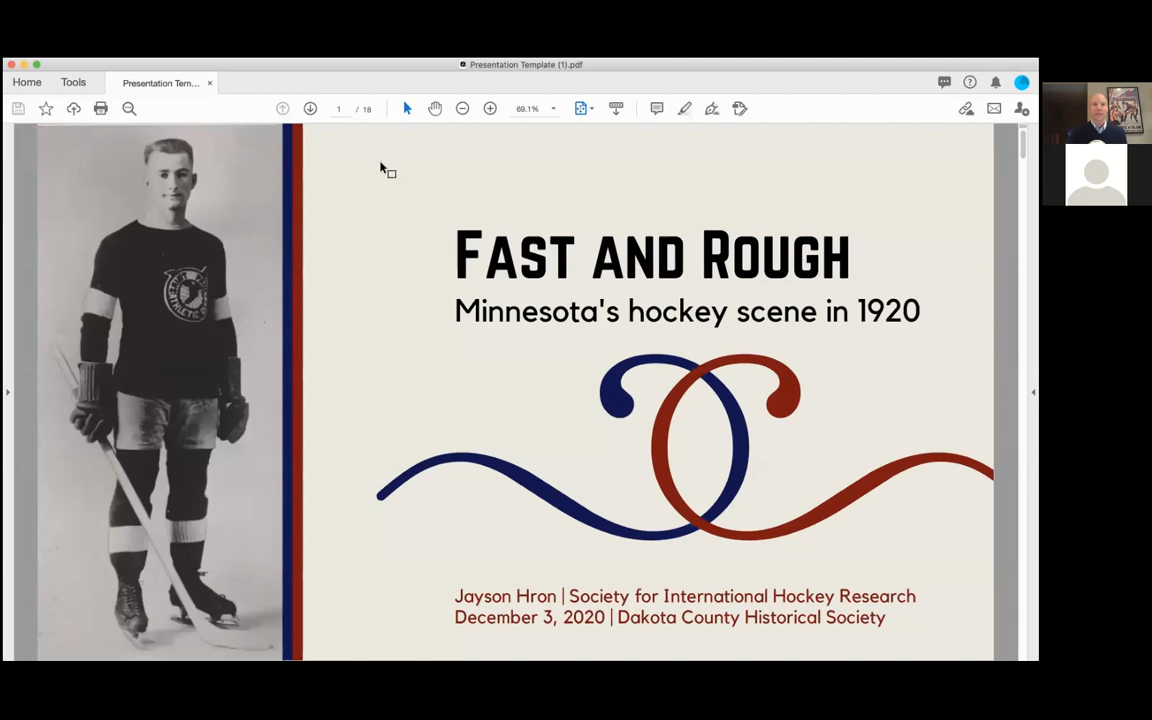 Presentation Template (1).pdf
Home
Tools
Presentation Tem...
1 / 18
69.1%
FAST AND ROUGH
Minnesota's hockey scene in 1920
Jayson Hron | Society for International Hockey Research
December 3, 2020 | Dakota County Historical Society